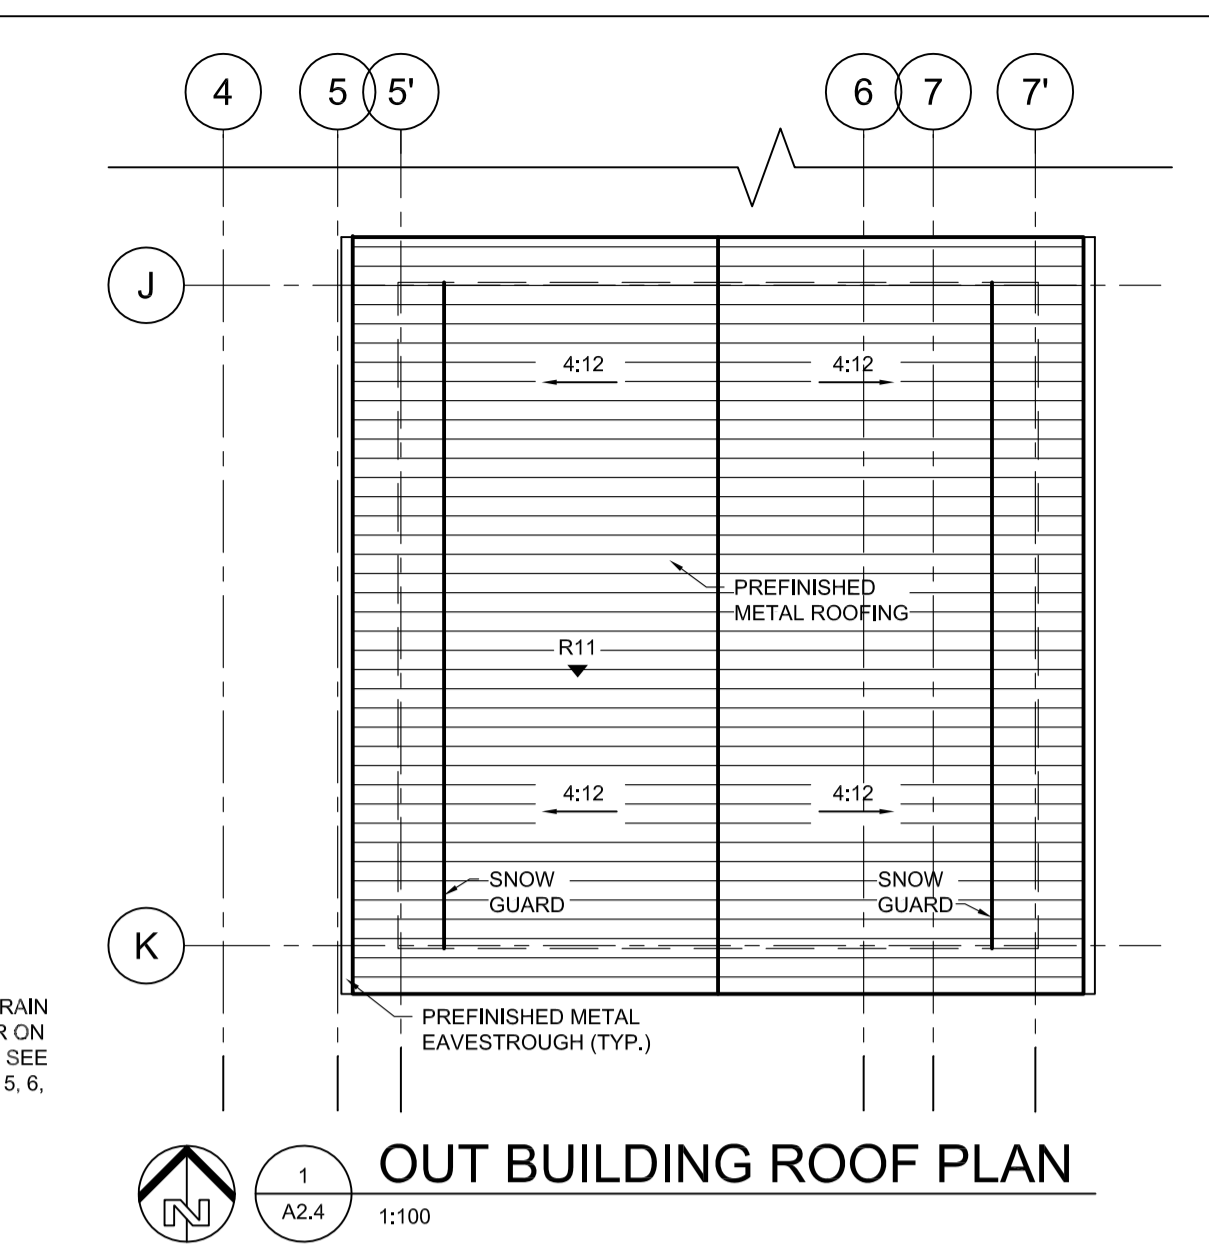 4 5 5' 6 7 7'
J
4:12 4:12
PREFINISHED
METAL ROOFING
R11
4:12 4:12
SNOW
GUARD
SNOW
GUARD
K
RAIN
R ON
SEE
5, 6,
PREFINISHED METAL
EAVESTROUGH (TYP.)
N
1
A2.4
OUT BUILDING ROOF PLAN
1:100